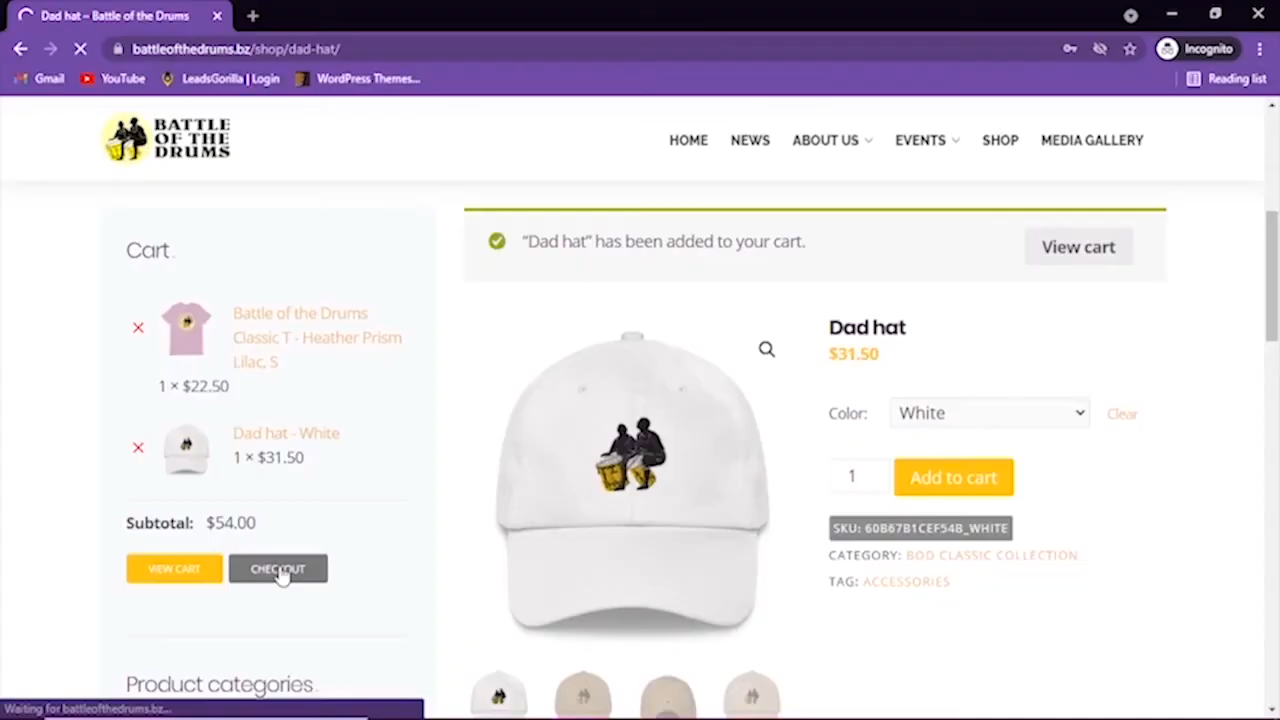 Dad hat – Battle of the Drums
battleofthedrums.bz/shop/dad-hat/
Incognito
Gmail
YouTube
LeadsGorilla | Login
WordPress Themes...
Reading list
BATTLE
OF THE
DRUMS
HOME
NEWS
ABOUT US
EVENTS
SHOP
MEDIA GALLERY
Cart
Battle of the Drums
Classic T - Heather Prism
Lilac, S
1 × $22.50
Dad hat - White
1 × $31.50
Subtotal: $54.00
VIEW CART
CHECKOUT
Product categories
“Dad hat” has been added to your cart.
View cart
Dad hat
$31.50
Color:
White
Clear
1
Add to cart
SKU: 60B67B1CEF54B_WHITE
CATEGORY: BOD CLASSIC COLLECTION
TAG: ACCESSORIES
Waiting for battleofthedrums.bz...